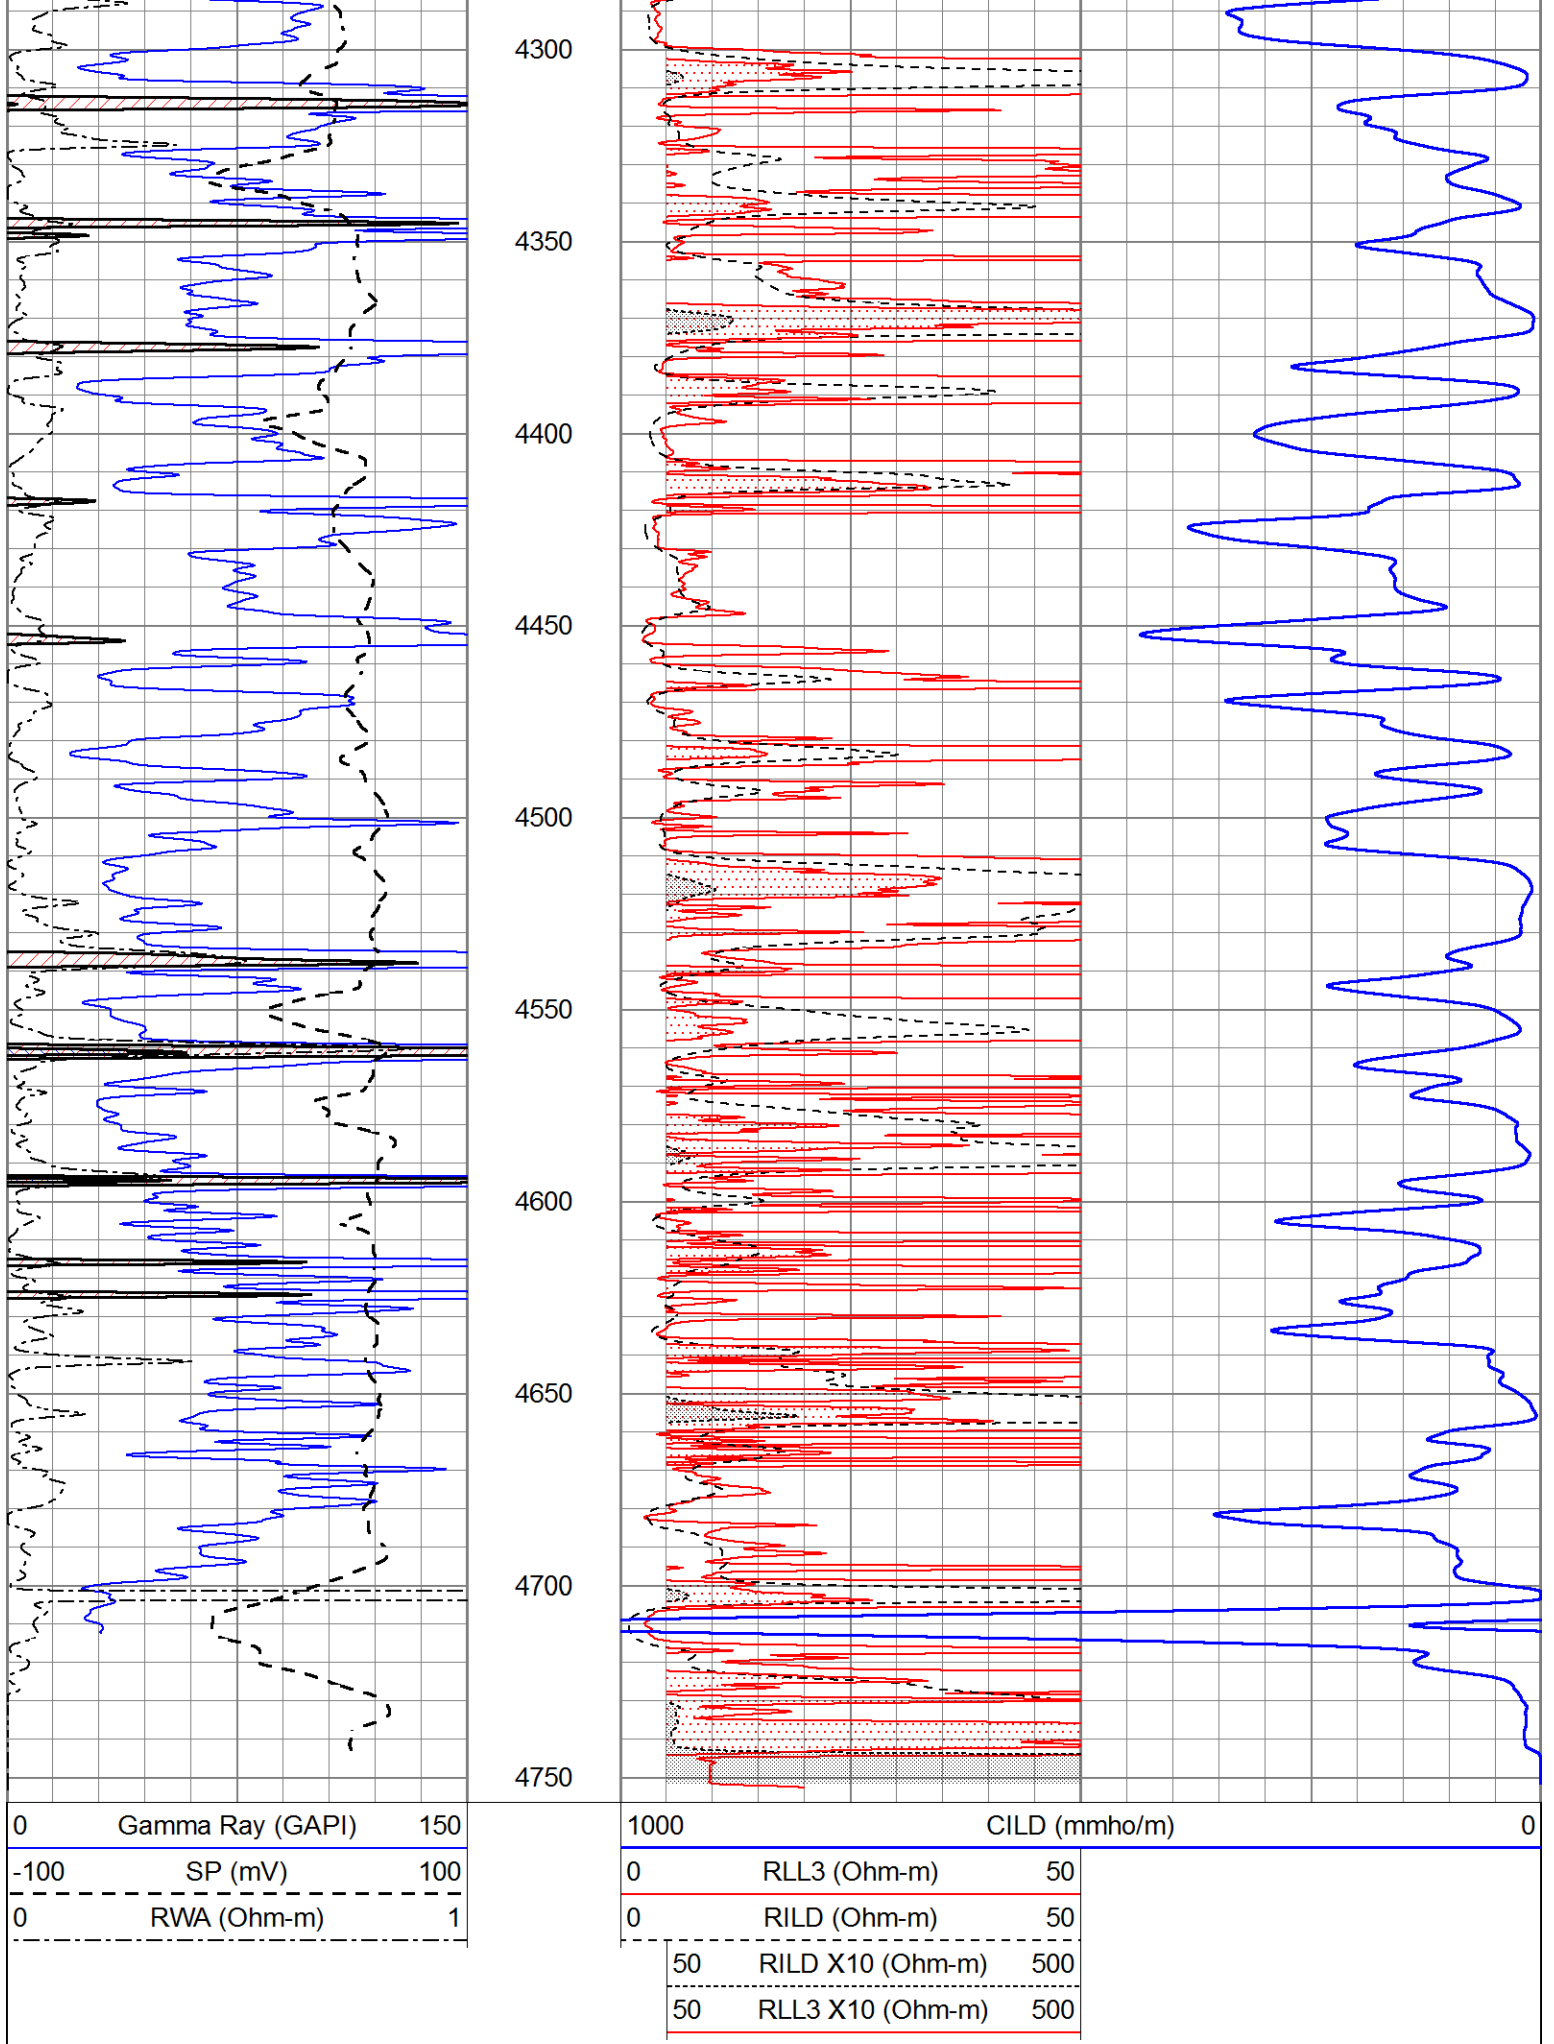 4300
4350
4400
4450
4500
4550
4600
4650
4700
4750
0 Gamma Ray (GAPI) 150
-100 SP (mV) 100
0 RWA (Ohm-m) 1
1000 CILD (mmho/m) 0
0 RLL3 (Ohm-m) 50
0 RILD (Ohm-m) 50
50 RILD X10 (Ohm-m) 500
50 RLL3 X10 (Ohm-m) 500